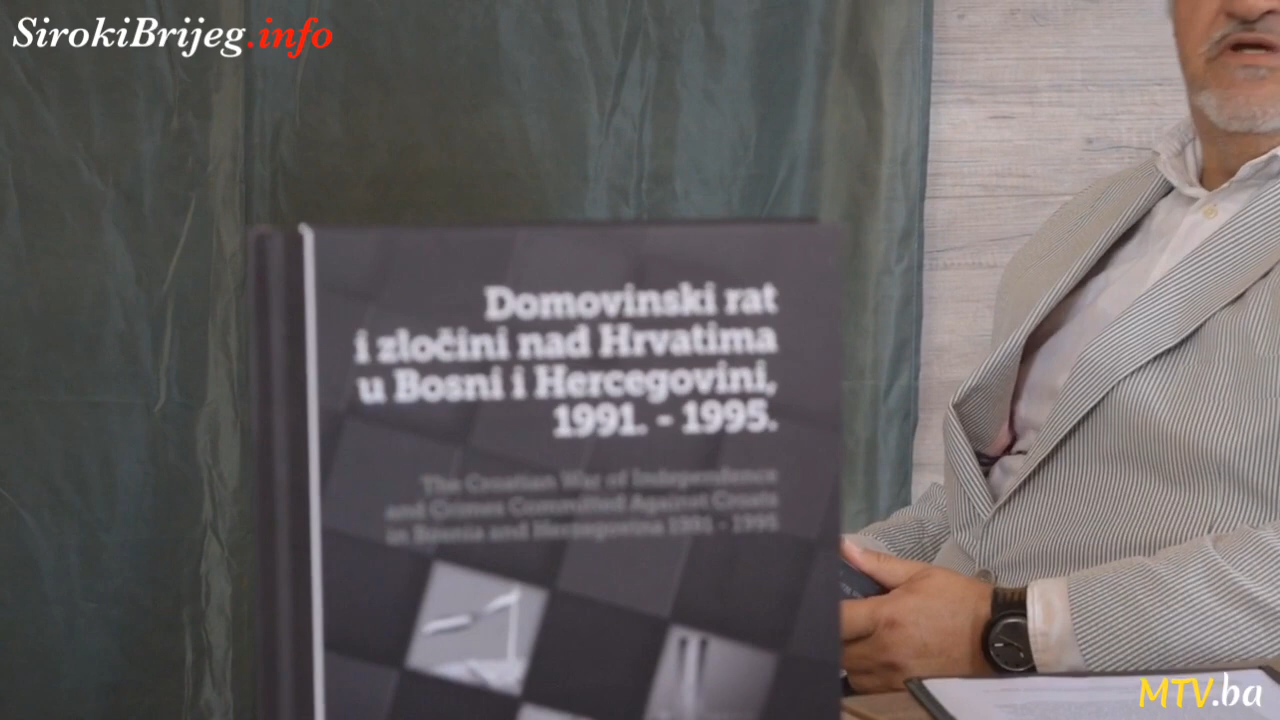 SirokiBrijeg.info
Domovinski rat
i zločini nad Hrvatima
u Bosni i Hercegovini,
1991. - 1995.
The Croatian War of Independence
and Crimes Committed Against Croats
in Bosnia and Herzegovina 1991 - 1995
MTV.ba